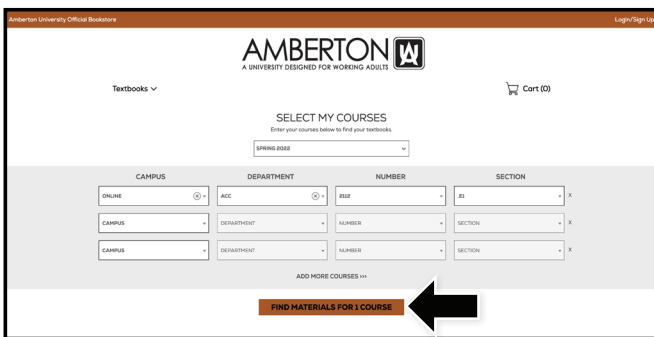 Amberton University Official Bookstore
Login/Sign Up
AMBERTON
A UNIVERSITY DESIGNED FOR WORKING ADULTS
Textbooks
Cart (0)
SELECT MY COURSES
Enter your courses below to find your textbooks.
SPRING 2022
CAMPUS DEPARTMENT NUMBER SECTION
ONLINE ACC 2112 .E1 X
CAMPUS DEPARTMENT NUMBER SECTION X
CAMPUS DEPARTMENT NUMBER SECTION X
ADD MORE COURSES >>>
FIND MATERIALS FOR 1 COURSE